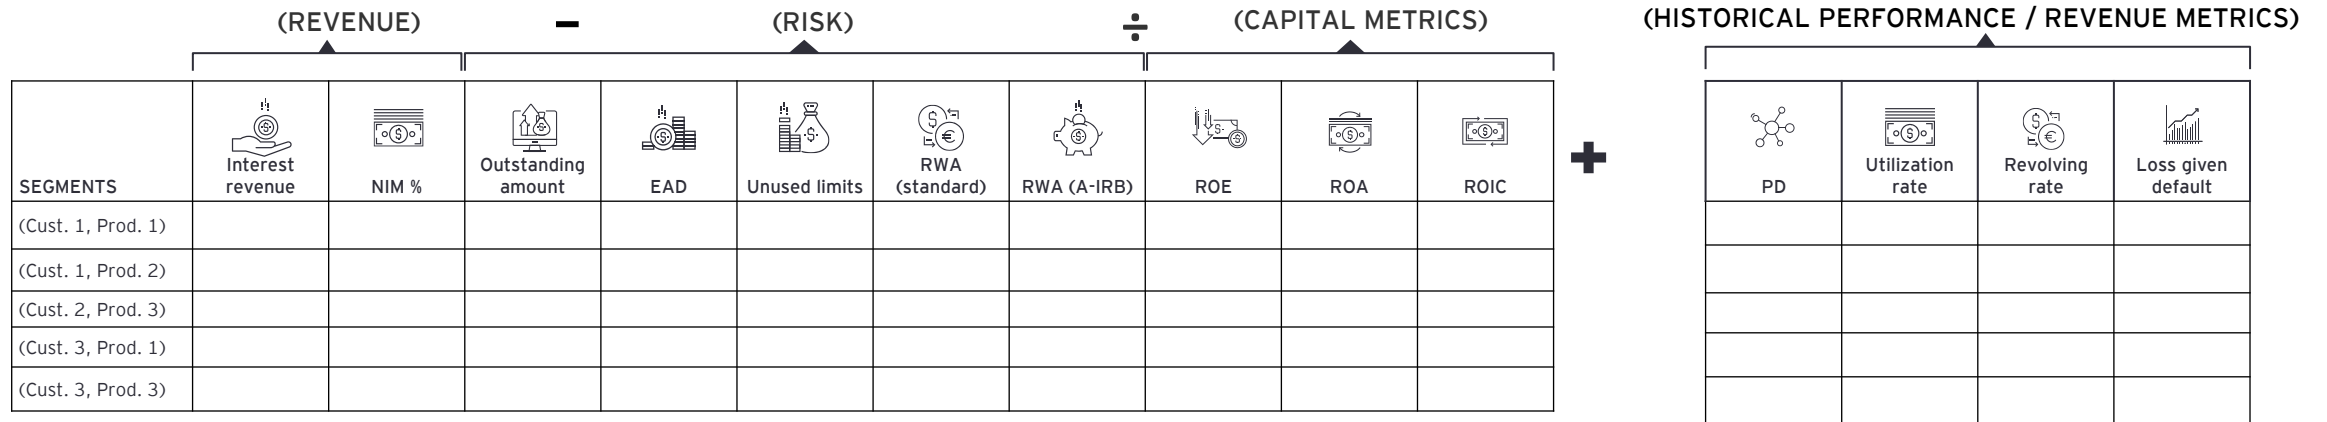 (REVENUE) – (RISK) ÷ (CAPITAL METRICS) (HISTORICAL PERFORMANCE / REVENUE METRICS)
SEGMENTS
Interest
revenue
NIM %
Outstanding
amount
EAD
Unused limits
RWA
(standard)
RWA (A-IRB)
ROE
ROA
ROIC
+
PD
Utilization
rate
Revolving
rate
Loss given
default
(Cust. 1, Prod. 1)
(Cust. 1, Prod. 2)
(Cust. 2, Prod. 3)
(Cust. 3, Prod. 1)
(Cust. 3, Prod. 3)